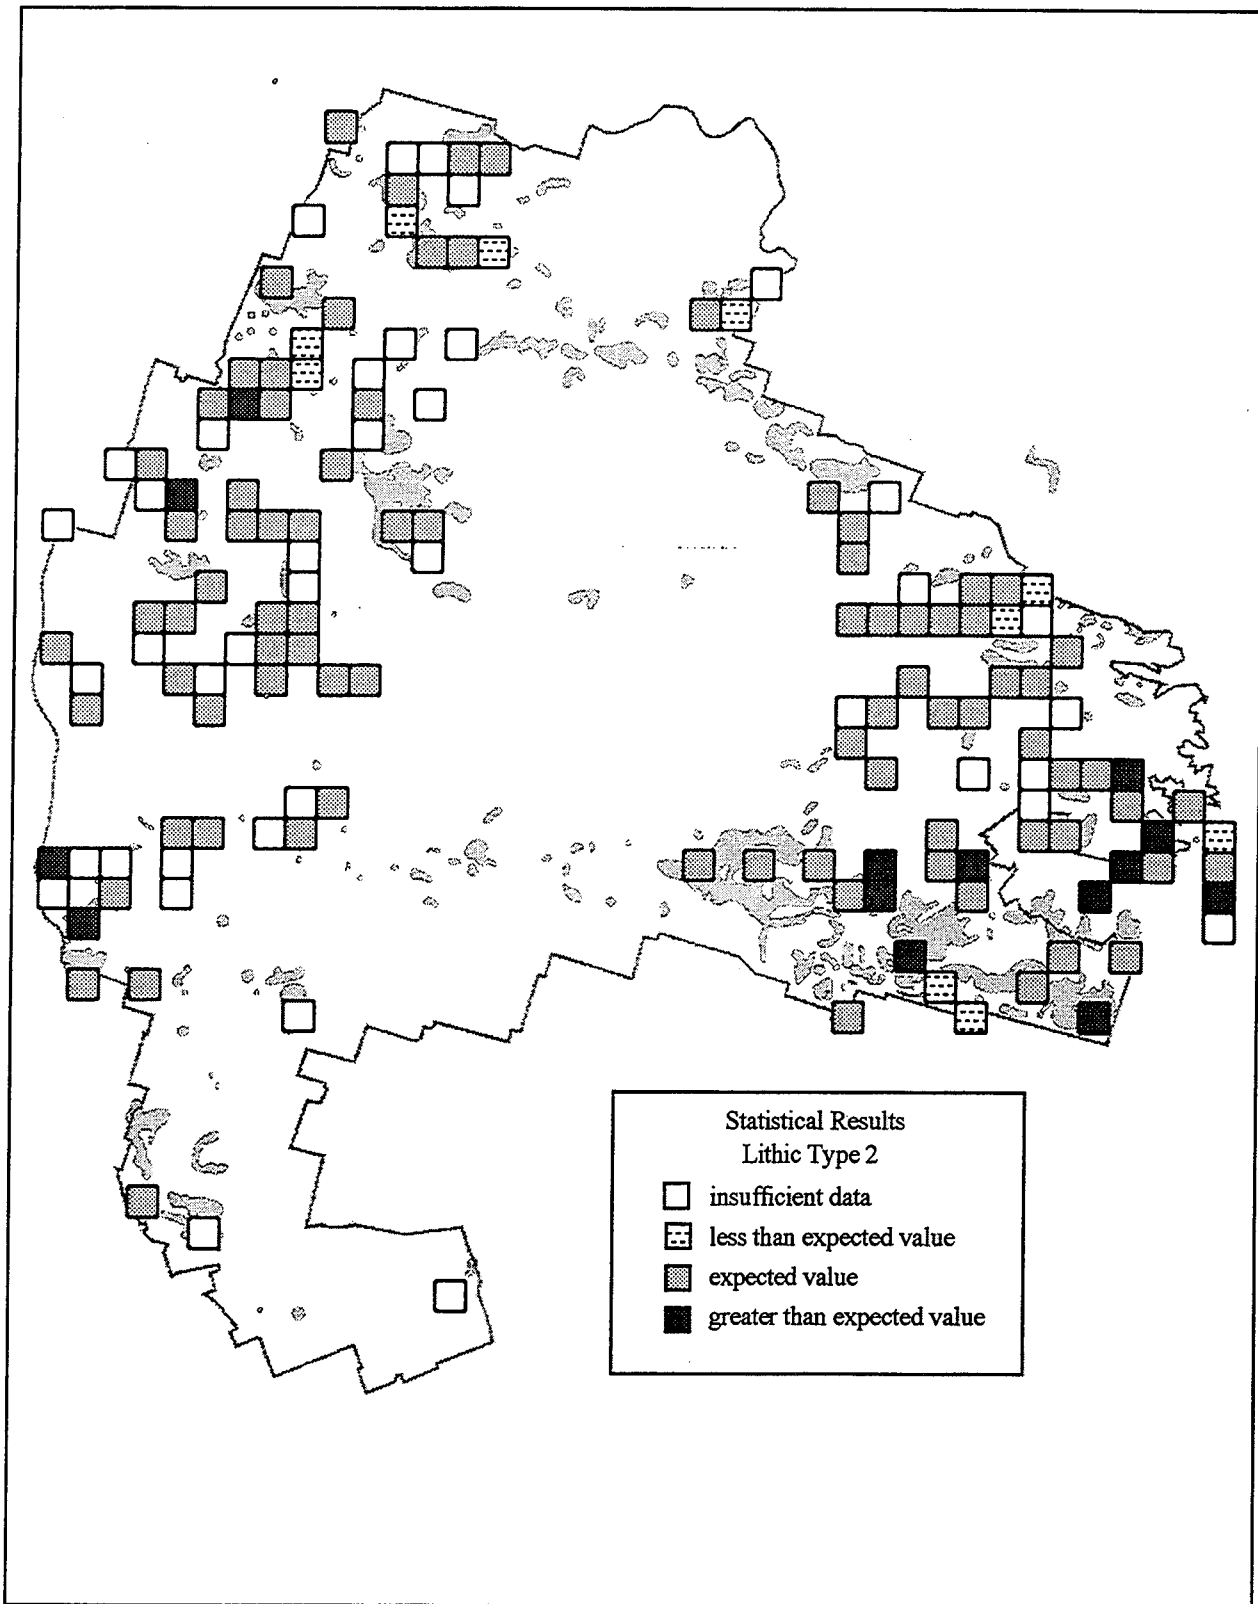 Statistical Results
Lithic Type 2
insufficient data
less than expected value
expected value
greater than expected value